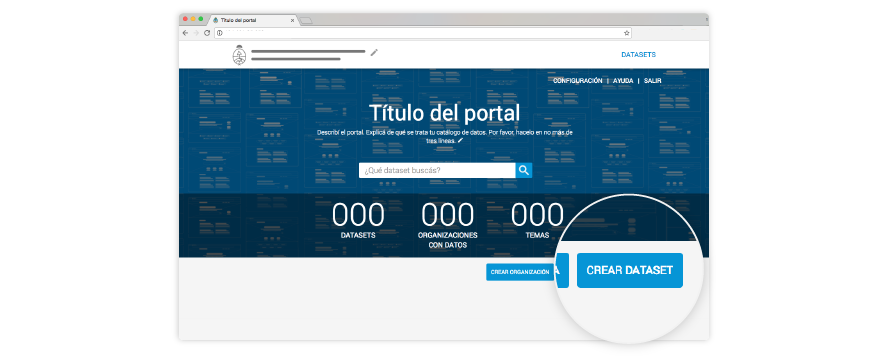 Título del portal
DATASETS
CONFIGURACIÓN | AYUDA | SALIR
Título del portal
Describí el portal. Explicá de qué se trata tu catálogo de datos. Por favor, hacelo en no más de
tres líneas.
¿Qué dataset buscás?
000 000 000
DATASETS ORGANIZACIONES TEMAS
CON DATOS
CREAR ORGANIZACIÓN A CREAR DATASET